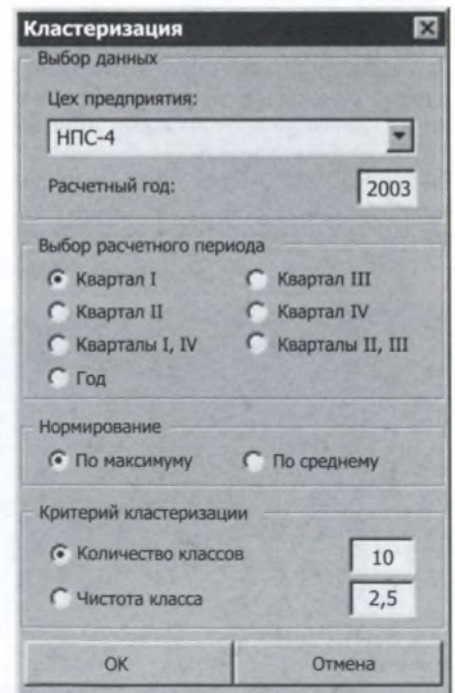 Кластеризация
Выбор данных
Цех предприятия:
НПС-4
Расчетный год: 2003
Выбор расчетного периода
Квартал I Квартал III
Квартал II Квартал IV
Кварталы I, IV Кварталы II, III
Год
Нормирование
По максимуму По среднему
Критерий кластеризации
Количество классов 10
Чистота класса 2,5
ОК Отмена